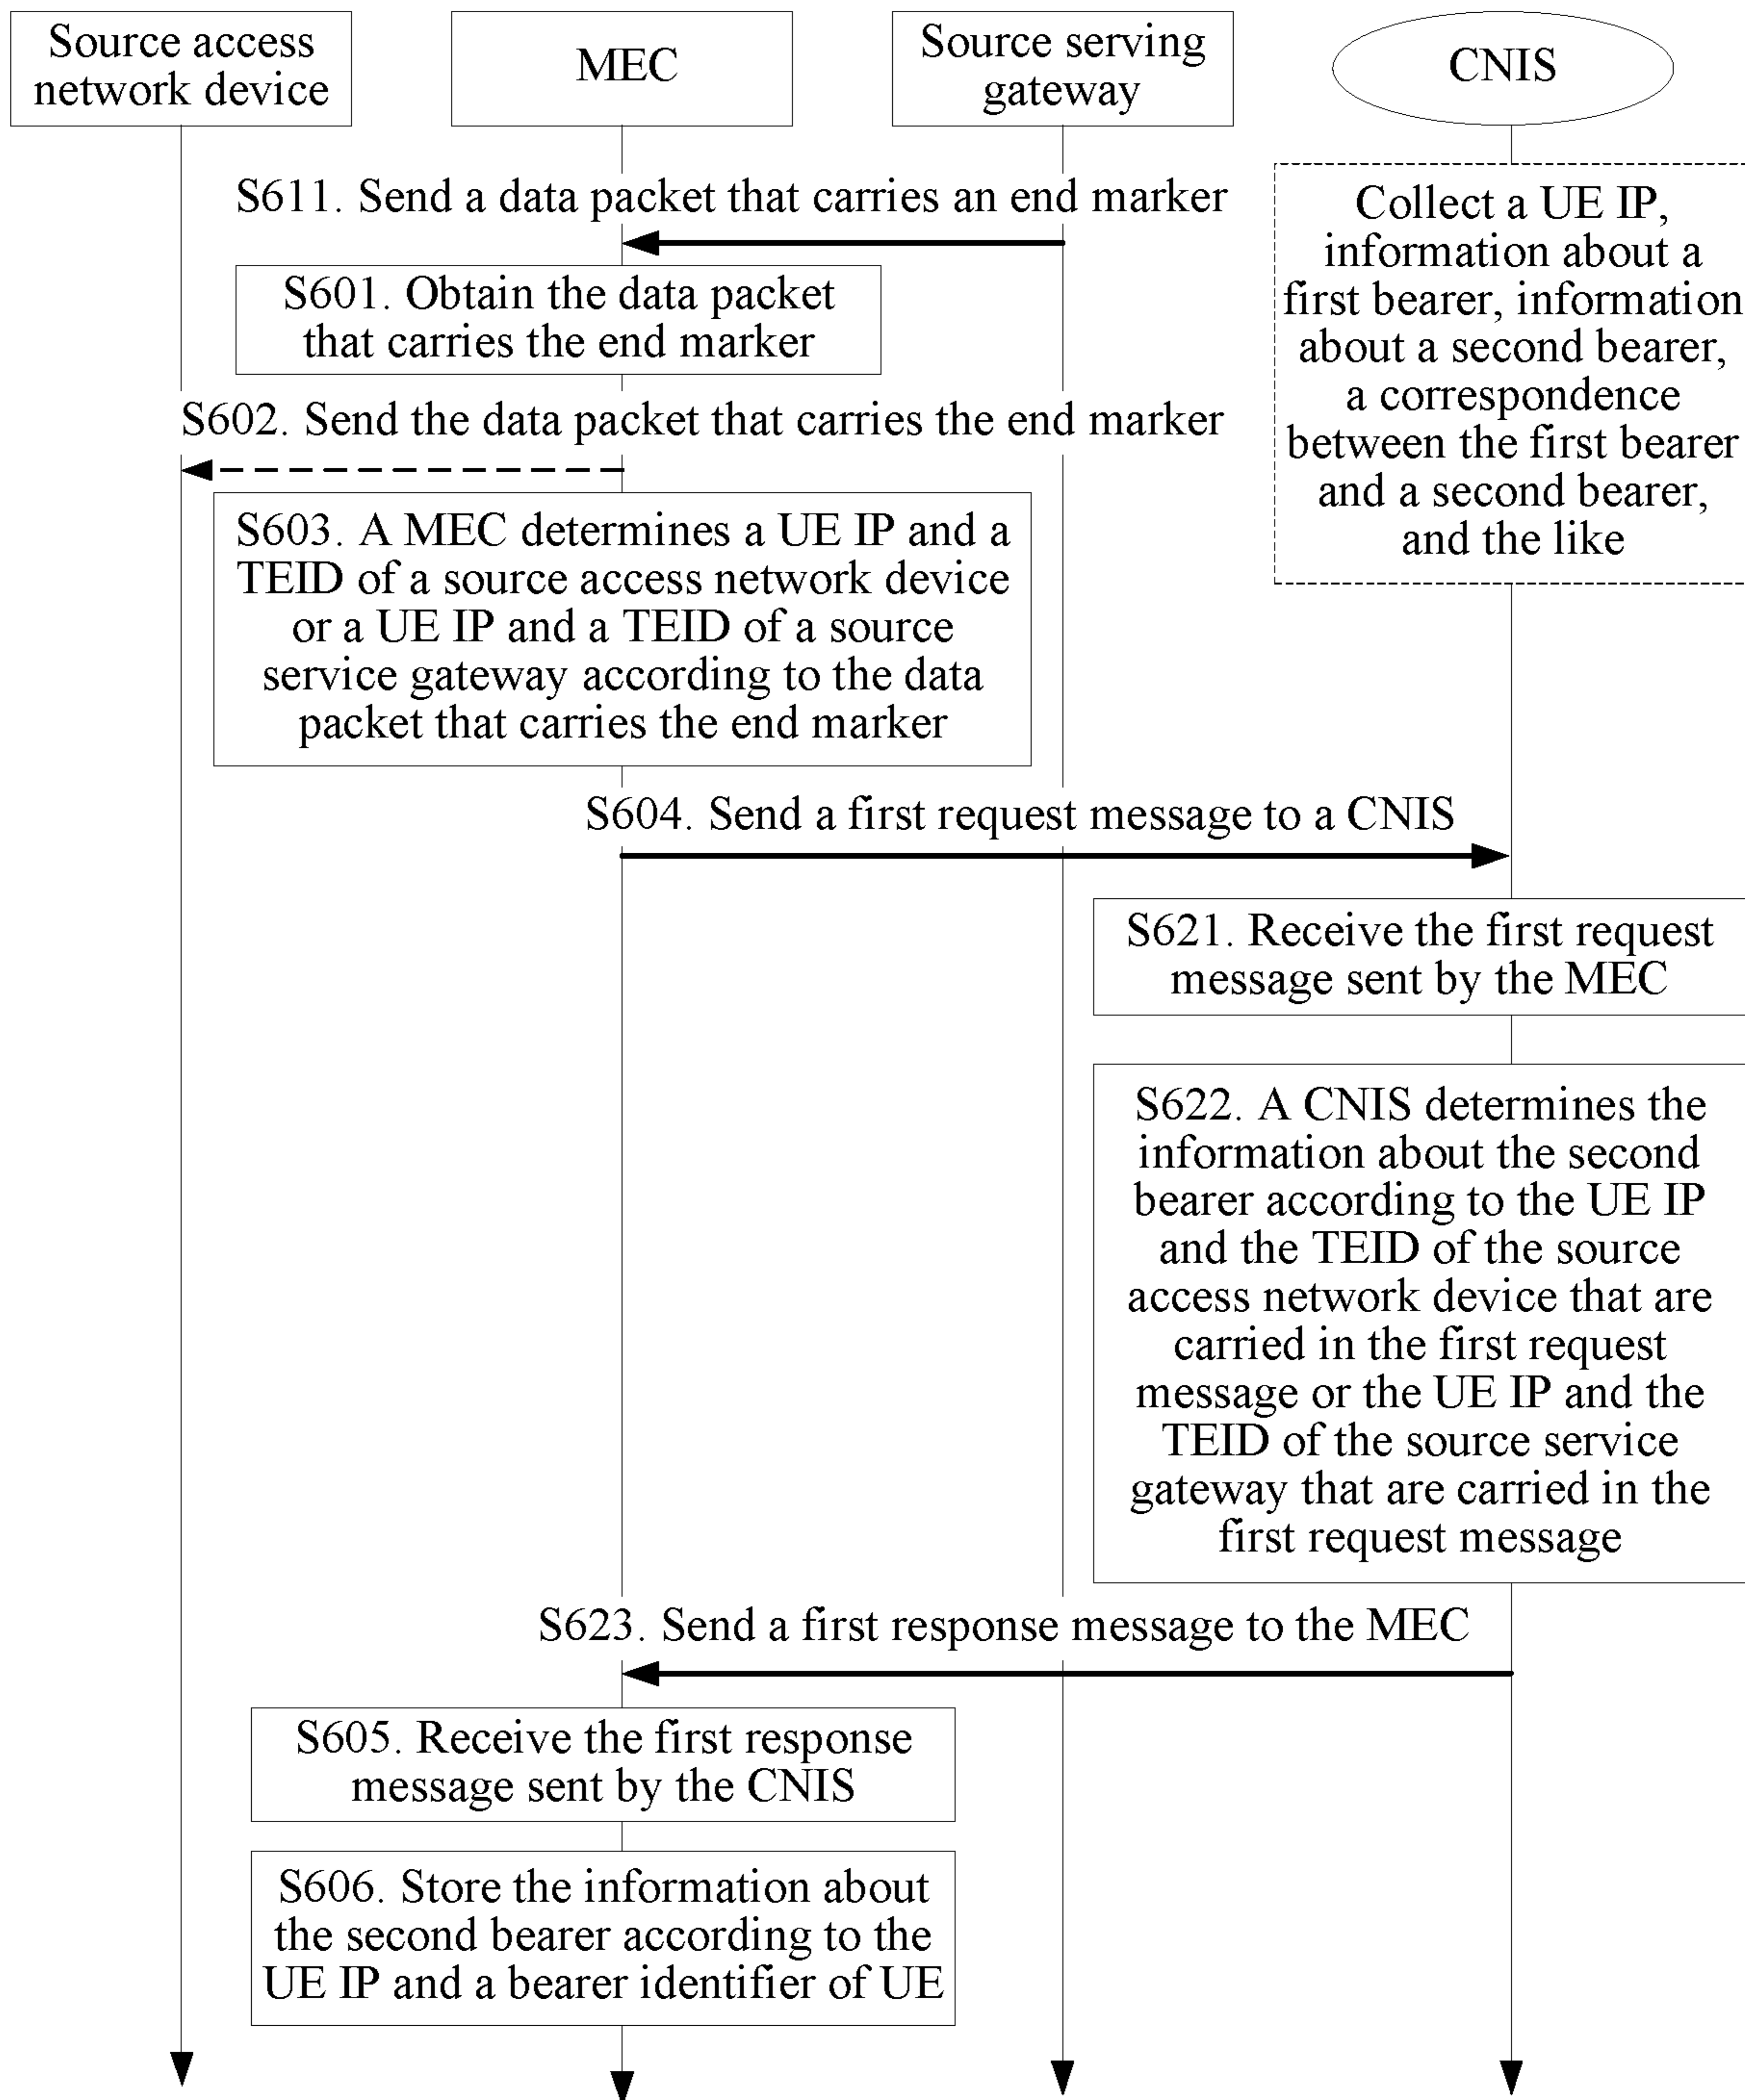 Source access
network device
MEC
Source serving
gateway
CNIS
S611. Send a data packet that carries an end marker
S601. Obtain the data packet
that carries the end marker
S602. Send the data packet that carries the end marker
Collect a UE IP,
information about a
first bearer, information
about a second bearer,
a correspondence
between the first bearer
and a second bearer,
and the like
S603. A MEC determines a UE IP and a
TEID of a source access network device
or a UE IP and a TEID of a source
service gateway according to the data
packet that carries the end marker
S604. Send a first request message to a CNIS
S621. Receive the first request
message sent by the MEC
S622. A CNIS determines the
information about the second
bearer according to the UE IP
and the TEID of the source
access network device that are
carried in the first request
message or the UE IP and the
TEID of the source service
gateway that are carried in the
first request message
S623. Send a first response message to the MEC
S605. Receive the first response
message sent by the CNIS
S606. Store the information about
the second bearer according to the
UE IP and a bearer identifier of UE